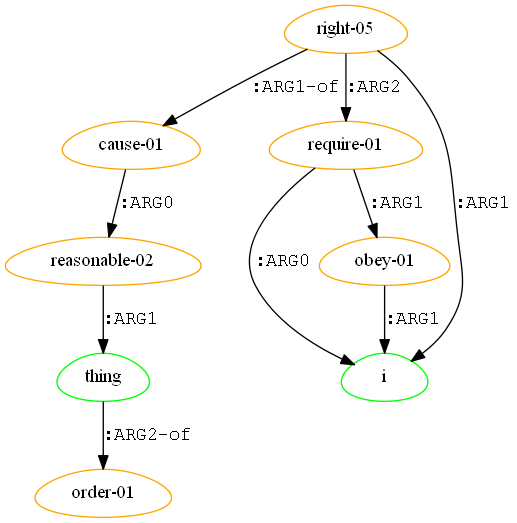 right-05
:ARG1-of :ARG2
cause-01 require-01
:ARG0 :ARG1 :ARG1
reasonable-02 :ARG0 obey-01
:ARG1 :ARG1
thing i
:ARG2-of
order-01